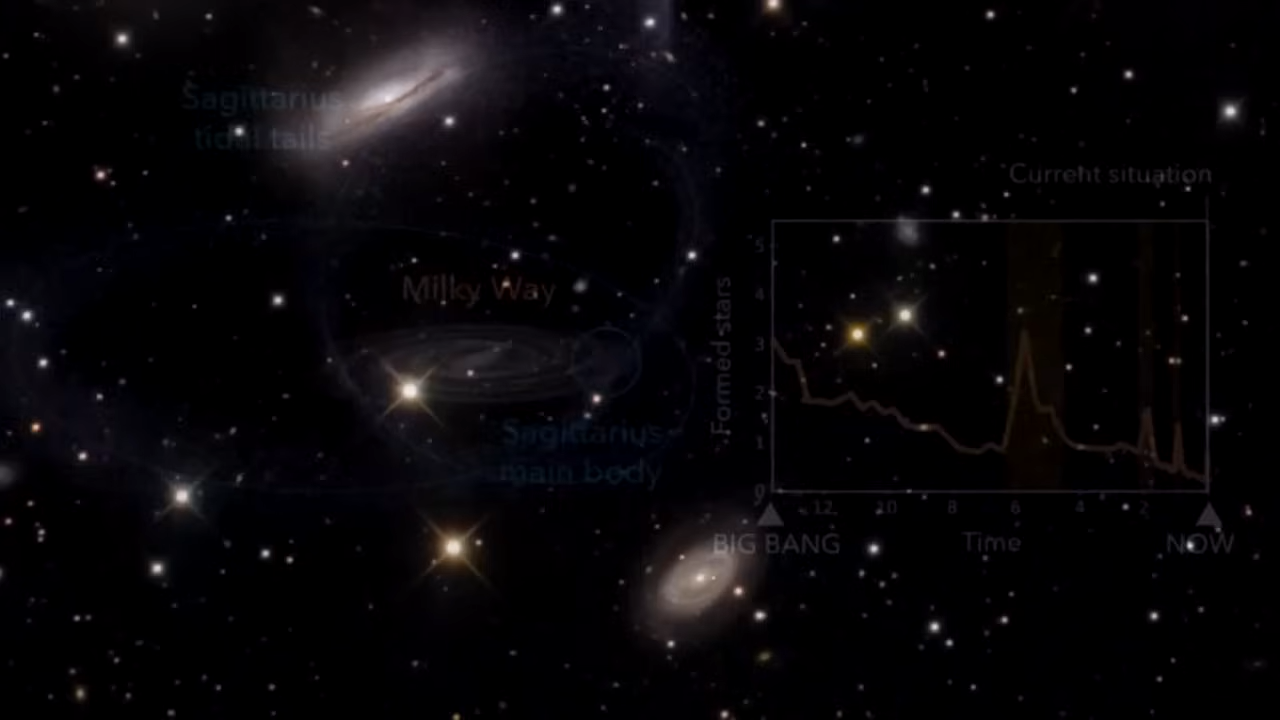 Sagittarius
tidal tails
Milky Way
Sagittarius
main body
Current situation
Formed stars
5
4
3
2
1
0
12
10
8
6
4
2
BIG BANG
Time
NOW